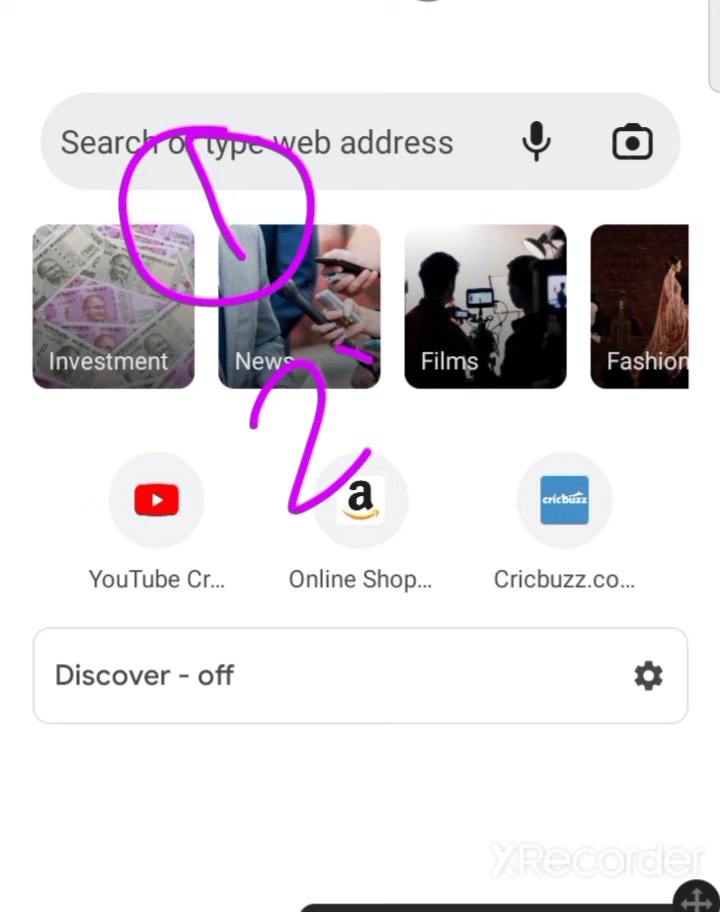 Search or type web address
Investment
News
Films
Fashion
2
a
cricbuzz
YouTube Cr...
Online Shop...
Cricbuzz.co...
Discover - off
XRecorder